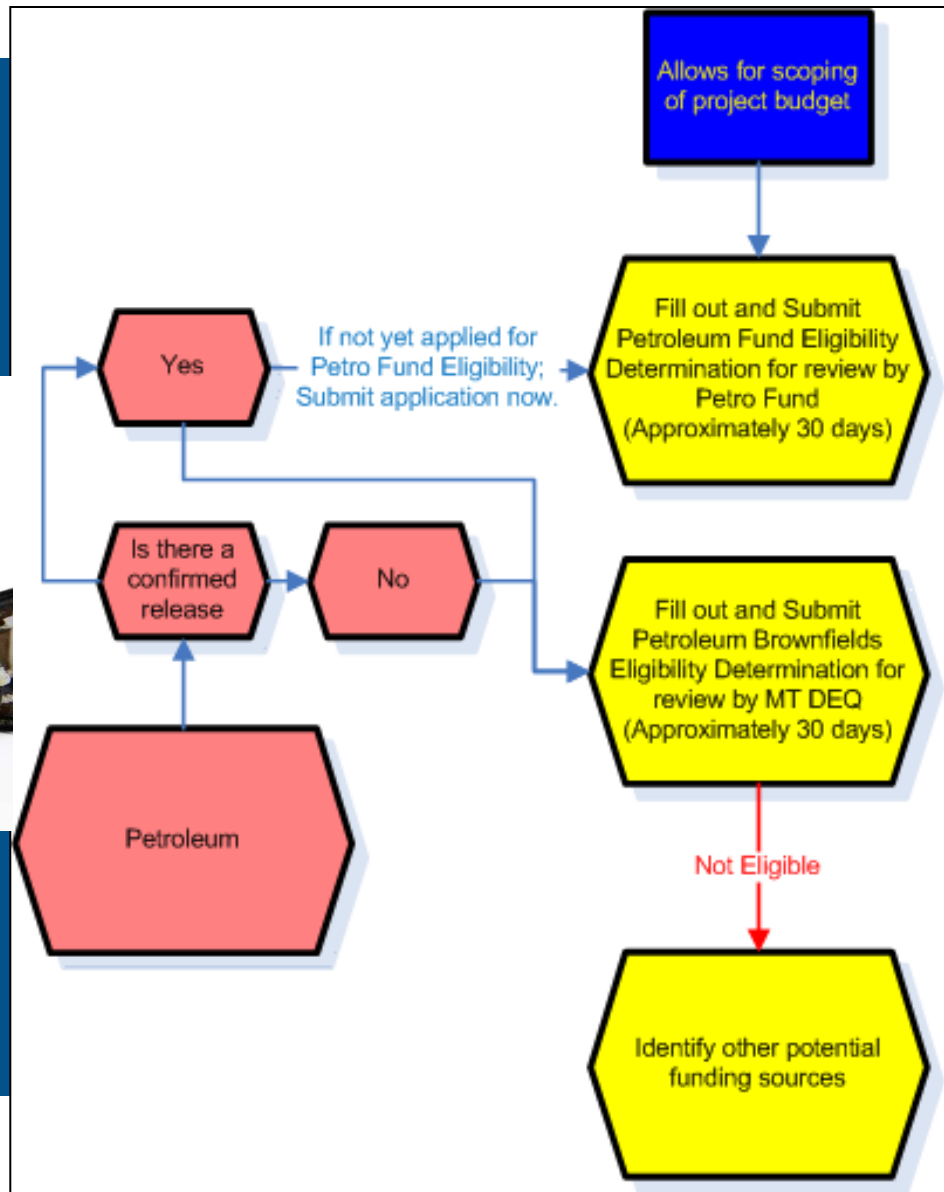 Allows for scoping
of project budget
Fill out and Submit
Petroleum Fund Eligibility
Determination for review by
Petro Fund
(Approximately 30 days)
Yes
If not yet applied for
Petro Fund Eligibility;
Submit application now.
Is there a
confirmed
release
No
Fill out and Submit
Petroleum Brownfields
Eligibility Determination for
review by MT DEQ
(Approximately 30 days)
Petroleum
Not Eligible
Identify other potential
funding sources